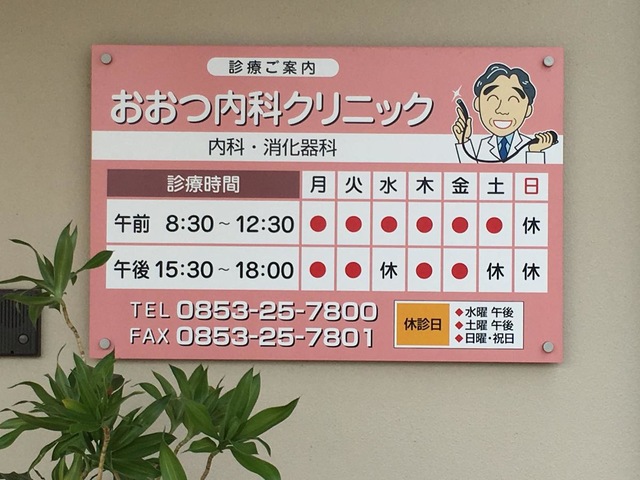 診療ご案内
おおつ内科クリニック
内科・消化器科
診療時間 月 火 水 木 金 土 日
午前 8:30~12:30 ● ● ● ● ● ● 休
午後 15:30~18:00 ● ● 休 ● ● 休 休
TEL 0853-25-7800
FAX 0853-25-7801
休診日
◆水曜 午後
◆土曜 午後
◆日曜・祝日